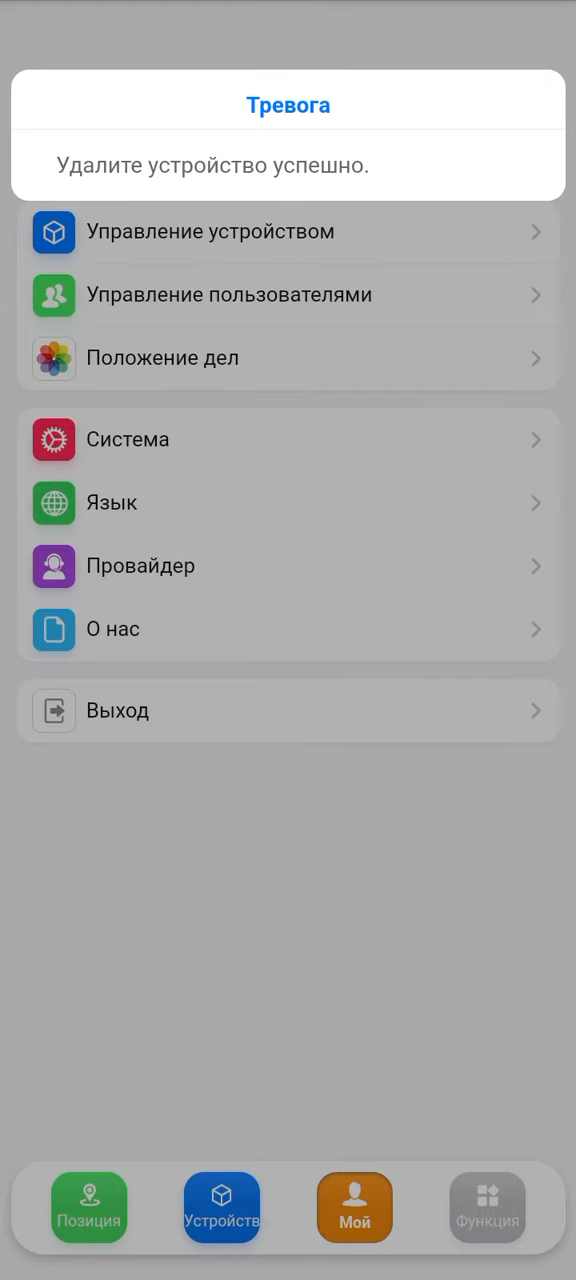 Тревога
Удалите устройство успешно.
Управление устройством
Управление пользователями
Положение дел
Система
Язык
Провайдер
О нас
Выход
Позиция
Устройств
Мой
Функция